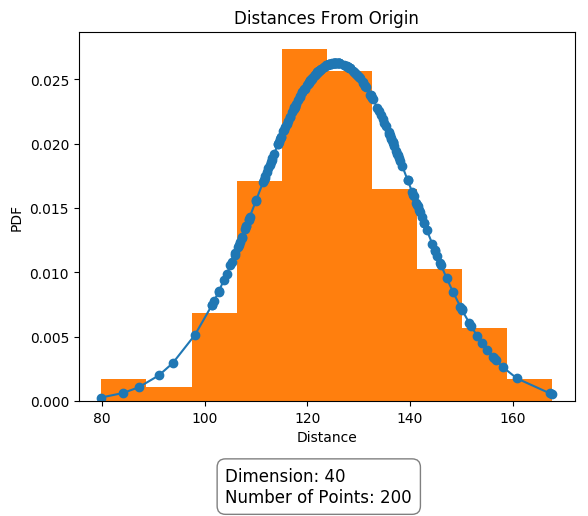 Distances From Origin
PDF
0.025
0.020
0.015
0.010
0.005
0.000
80 100 120 140 160
Distance
Dimension: 40
Number of Points: 200